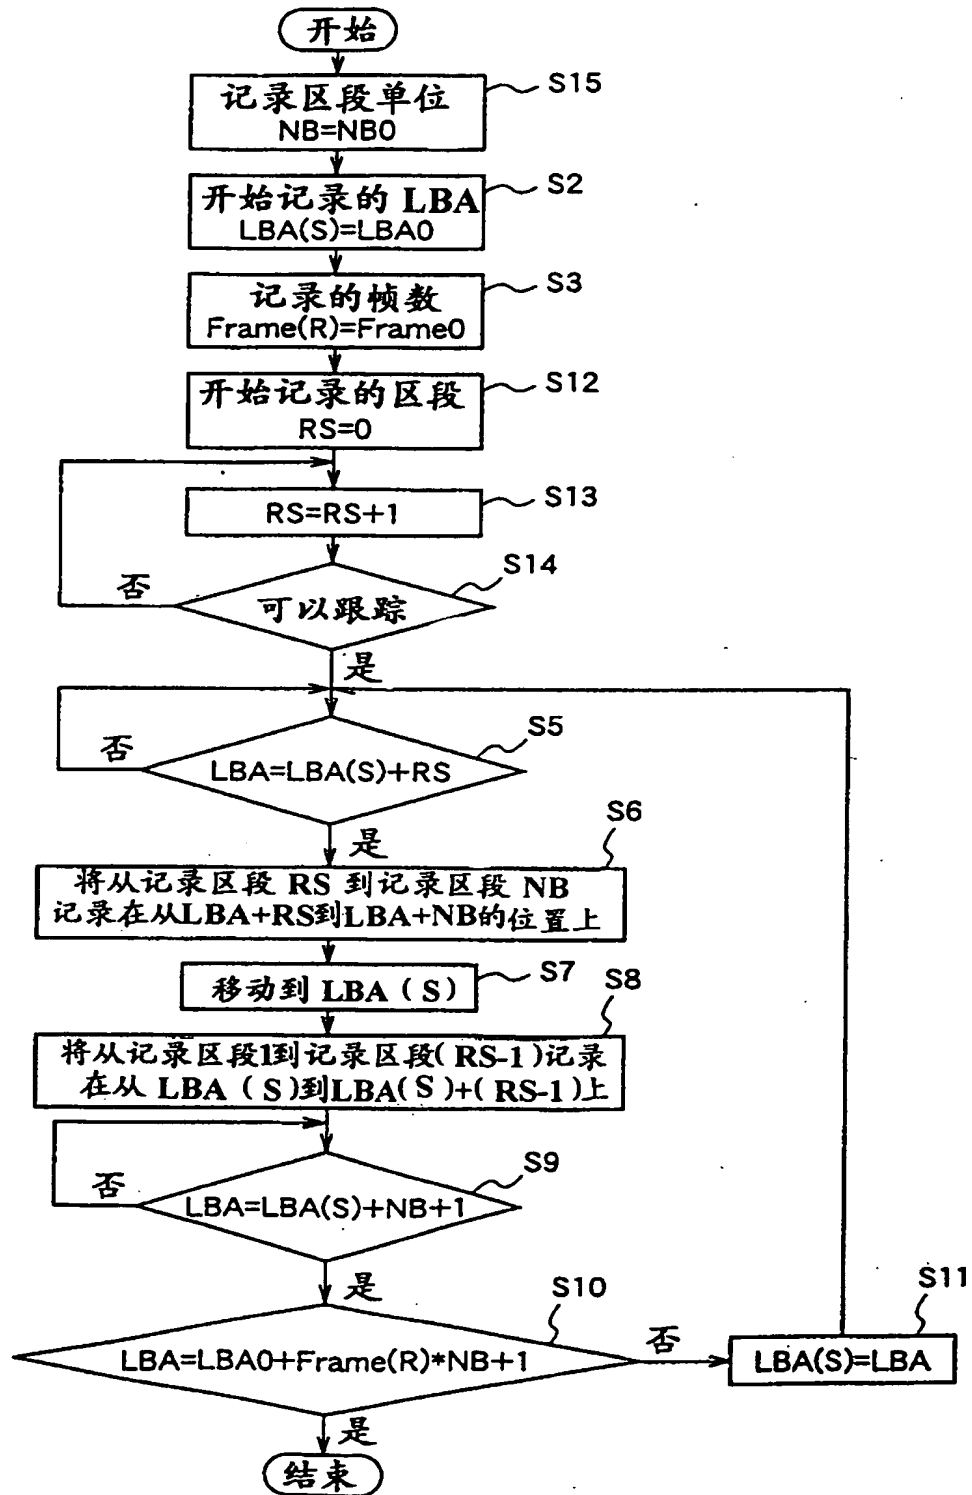 开始
记录区段单位
NB=NB0
S15
开始记录的 LBA
LBA(S)=LBA0
S2
记录的帧数
Frame(R)=Frame0
S3
开始记录的区段
RS=0
S12
RS=RS+1
S13
S14
否
可以跟踪
是
S5
否
LBA=LBA(S)+RS
是
S6
将从记录区段 RS 到记录区段 NB
记录在从LBA+RS到LBA+NB的位置上
S7
移动到 LBA（S）
S8
将从记录区段1到记录区段(RS-1)记录
在从 LBA（S)到LBA(S)+(RS-1)上
S9
否
LBA=LBA(S)+NB+1
是
S10
LBA=LBA0+Frame(R)*NB+1
否
S11
LBA(S)=LBA
是
结束